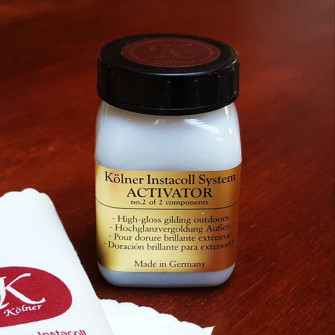 K
Kölner Instacoll System
ACTIVATOR
no.2 of 2 components
- High-gloss gilding outdoors
- Hochglanzvergoldung Außen
- Pour dorure brillante extérieur
- Doración brillante para exteriores
Made in Germany
K
Kölner
Instacoll